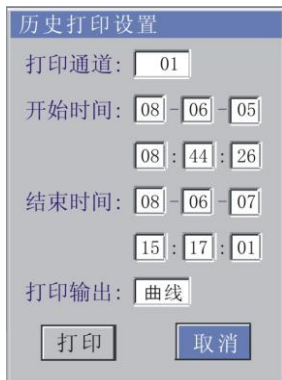 历史打印设置
打印通道: 01
开始时间: 08-06-05
08:44:26
结束时间: 08-06-07
15:17:01
打印输出: 曲线
打印 取消